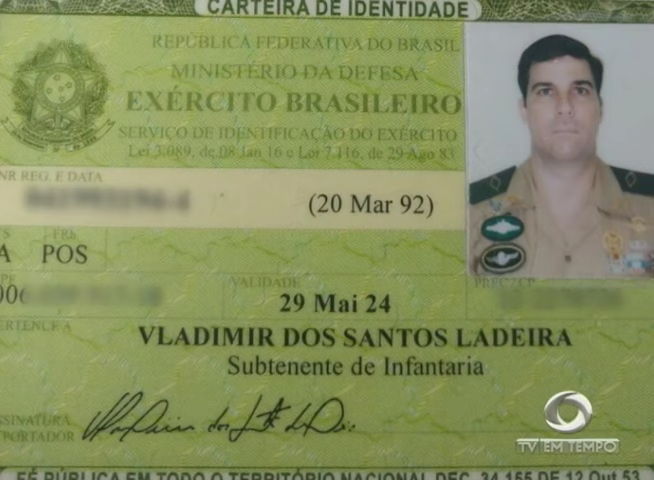 CARTEIRA DE IDENTIDADE
REPÚBLICA FEDERATIVA DO BRASIL
MINISTÉRIO DA DEFESA
EXÉRCITO BRASILEIRO
SERVIÇO DE IDENTIFICAÇÃO DO EXÉRCITO
Lei 3.089, de 08 Jan 16 e Lei 7.116, de 29 Ago 83
NR REG. E DATA
(20 Mar 92)
A POS
VALIDADE
29 Mai 24
VLADIMIR DOS SANTOS LADEIRA
Subtenente de Infantaria
PORTADOR
TV EM TEMPO
FÉ PÚBLICA EM TODO O TERRITÓRIO NACIONAL DEC. 34.155 DE 12 Out 53